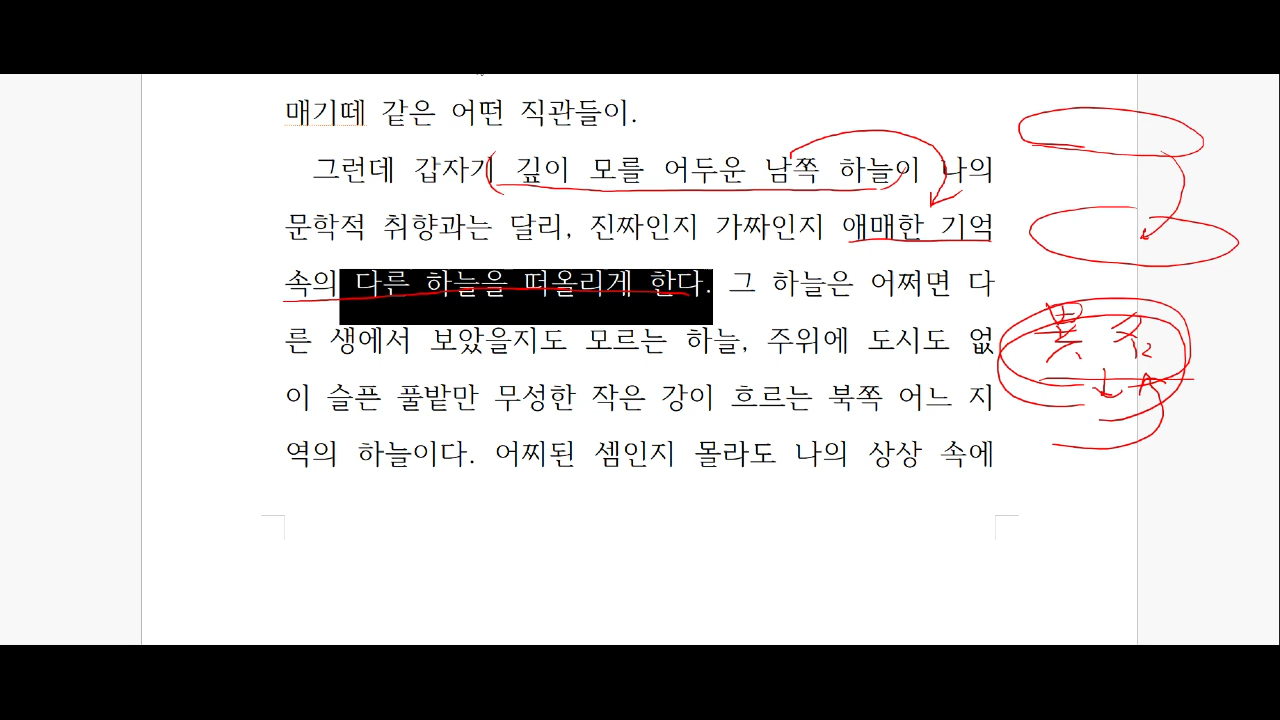 매기떼 같은 어떤 직관들이.
그런데 갑자기 깊이 모를 어두운 남쪽 하늘이 나의
문학적 취향과는 달리, 진짜인지 가짜인지 애매한 기억
속의 다른 하늘을 떠올리게 한다. 그 하늘은 어쩌면 다
른 생에서 보았을지도 모르는 하늘, 주위에 도시도 없
이 슬픈 풀밭만 무성한 작은 강이 흐르는 북쪽 어느 지
역의 하늘이다. 어찌된 셈인지 몰라도 나의 상상 속에